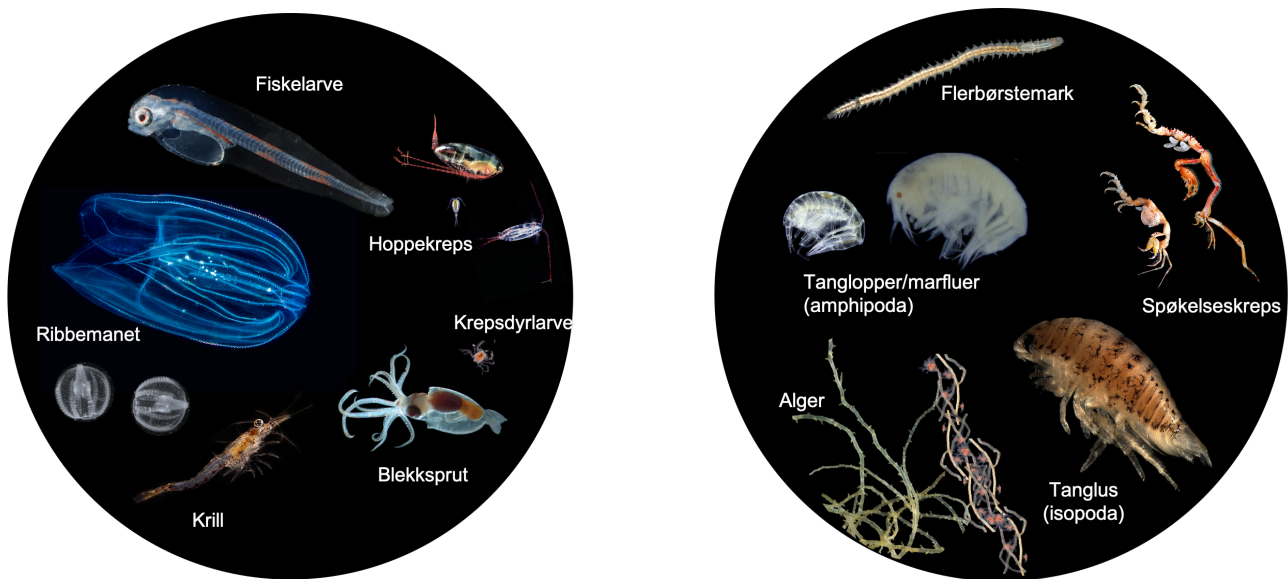 Fiskelarve
Hoppekreps
Ribbemanet
Krepsdyrlarve
Blekksprut
Krill
Flerbørstemark
Tanglopper/marfluer
(amphipoda)
Spøkelseskreps
Alger
Tanglus
(isopoda)